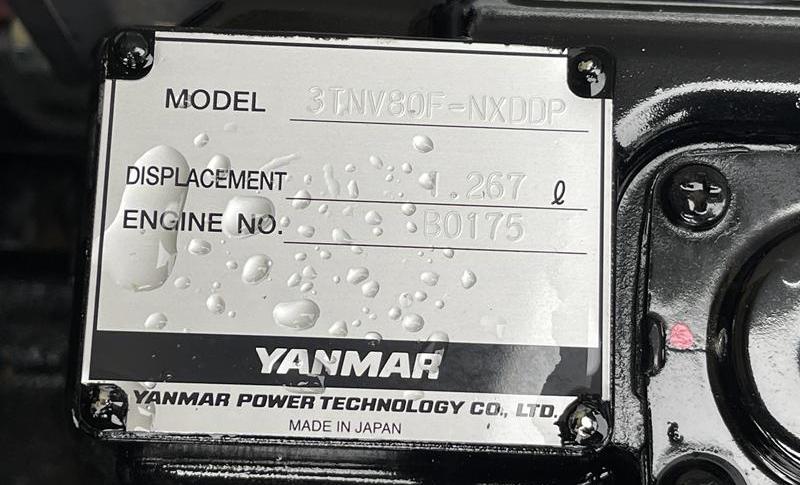 MODEL 3TNV80F-NXDDP
DISPLACEMENT 1.267 ℓ
ENGINE NO. B0175
YANMAR
YANMAR POWER TECHNOLOGY CO., LTD.
MADE IN JAPAN